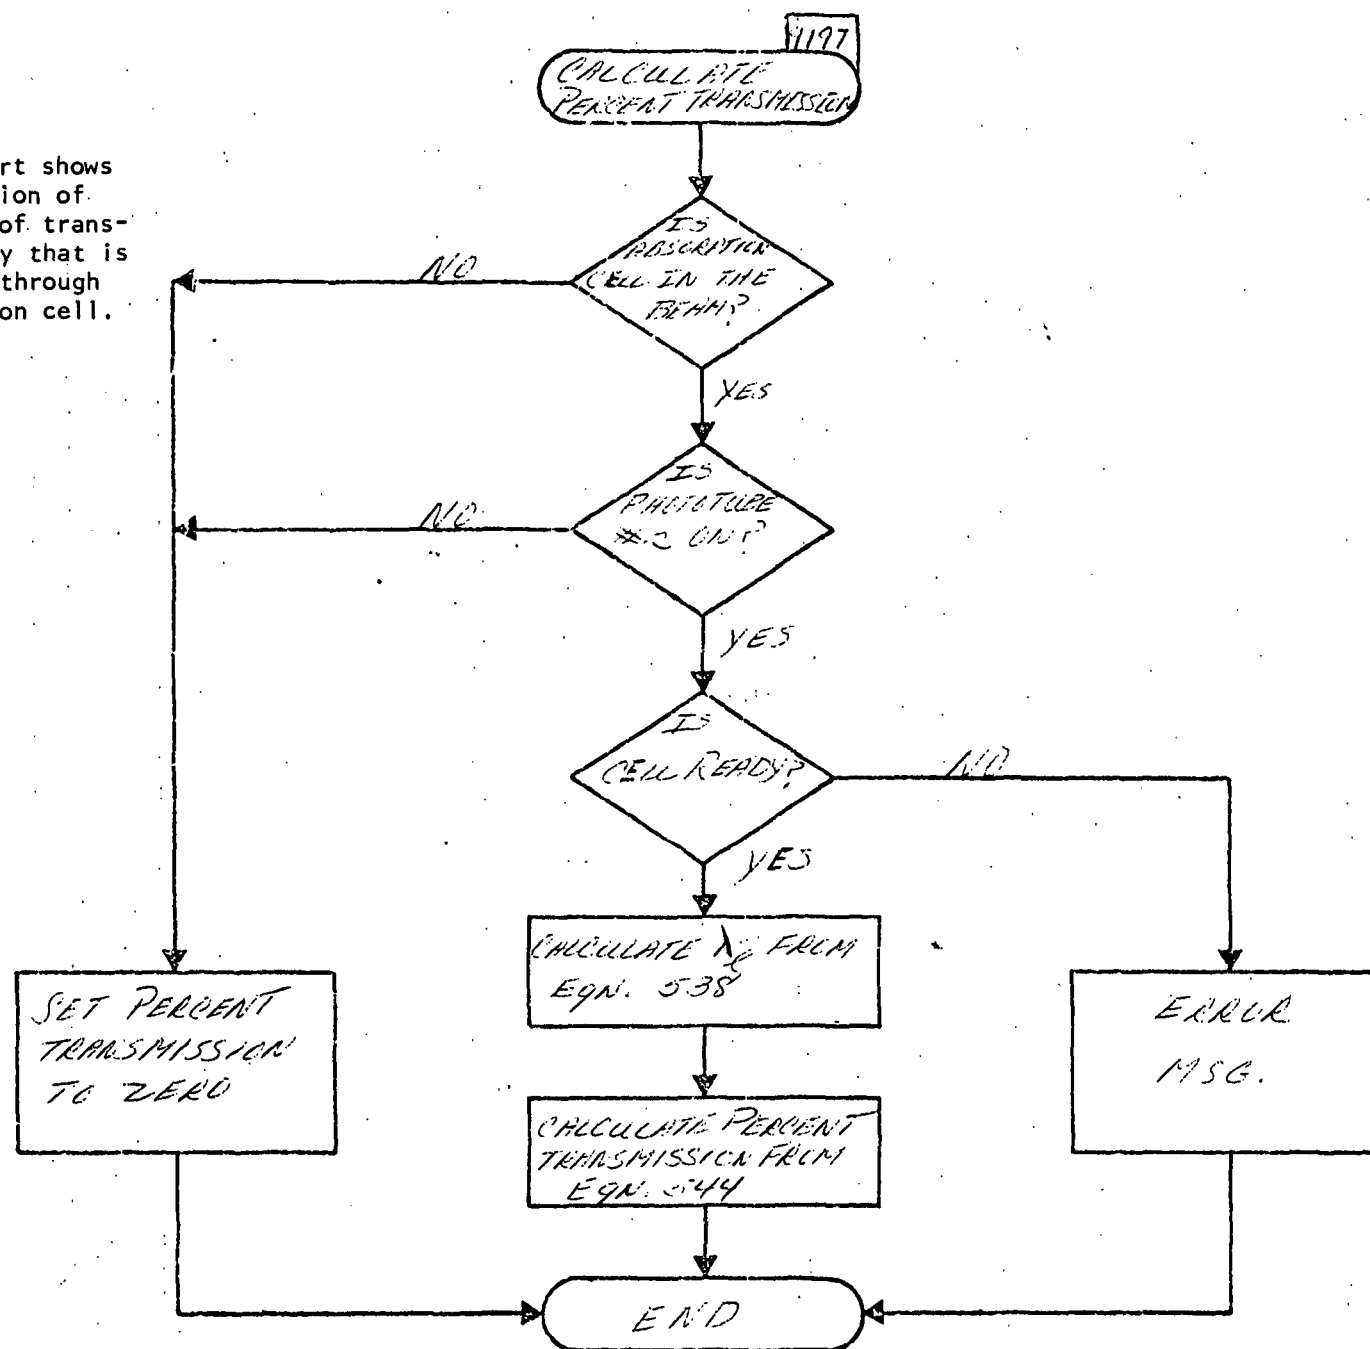 1197
CALCULATE
PERCENT TRANSMISSION
rt shows
ion of
of trans-
y that is
through
on cell.
IS
ABSORPTION
CELL IN THE
BEAM?
NO
YES
IS
PHOTOTUBE
#2 ON?
NO
YES
IS
CELL READY?
NO
YES
CALCULATE λ FROM
EQN. 538
SET PERCENT
TRANSMISSION
TO ZERO
ERROR
MSG.
CALCULATE PERCENT
TRANSMISSION FROM
EQN. 544
END